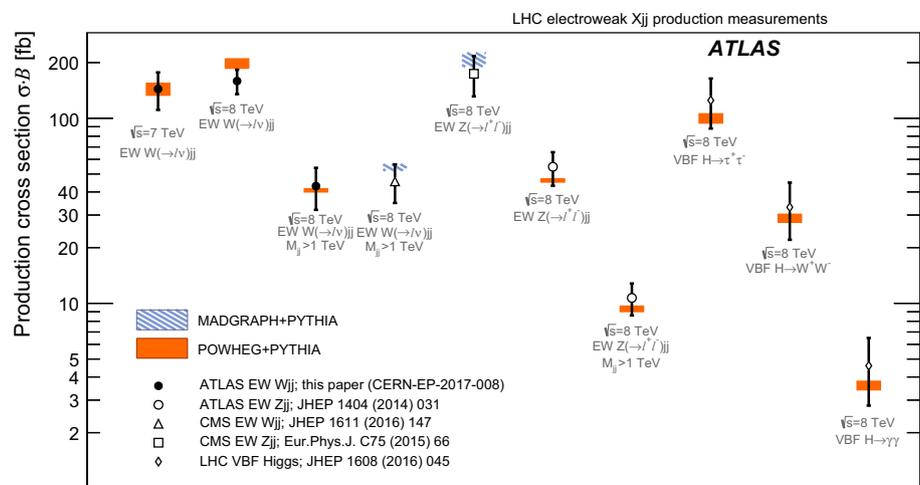 LHC electroweak Xjj production measurements
ATLAS
Production cross section σ·B [fb]
200
100
40
30
20
10
5
4
3
2
√s=7 TeV
EW W(→lν)jj
√s=8 TeV
EW W(→lν)jj
√s=8 TeV
EW W(→lν)jj
Mjj>1 TeV
√s=8 TeV
EW W(→lν)jj
Mjj>1 TeV
√s=8 TeV
EW Z(→l⁺l⁻)jj
√s=8 TeV
EW Z(→l⁺l⁻)jj
√s=8 TeV
EW Z(→l⁺l⁻)jj
Mjj>1 TeV
√s=8 TeV
VBF H→τ⁺τ⁻
√s=8 TeV
VBF H→W⁺W⁻
√s=8 TeV
VBF H→γγ
MADGRAPH+PYTHIA
POWHEG+PYTHIA
ATLAS EW Wjj; this paper (CERN-EP-2017-008)
ATLAS EW Zjj; JHEP 1404 (2014) 031
CMS EW Wjj; JHEP 1611 (2016) 147
CMS EW Zjj; Eur.Phys.J. C75 (2015) 66
LHC VBF Higgs; JHEP 1608 (2016) 045